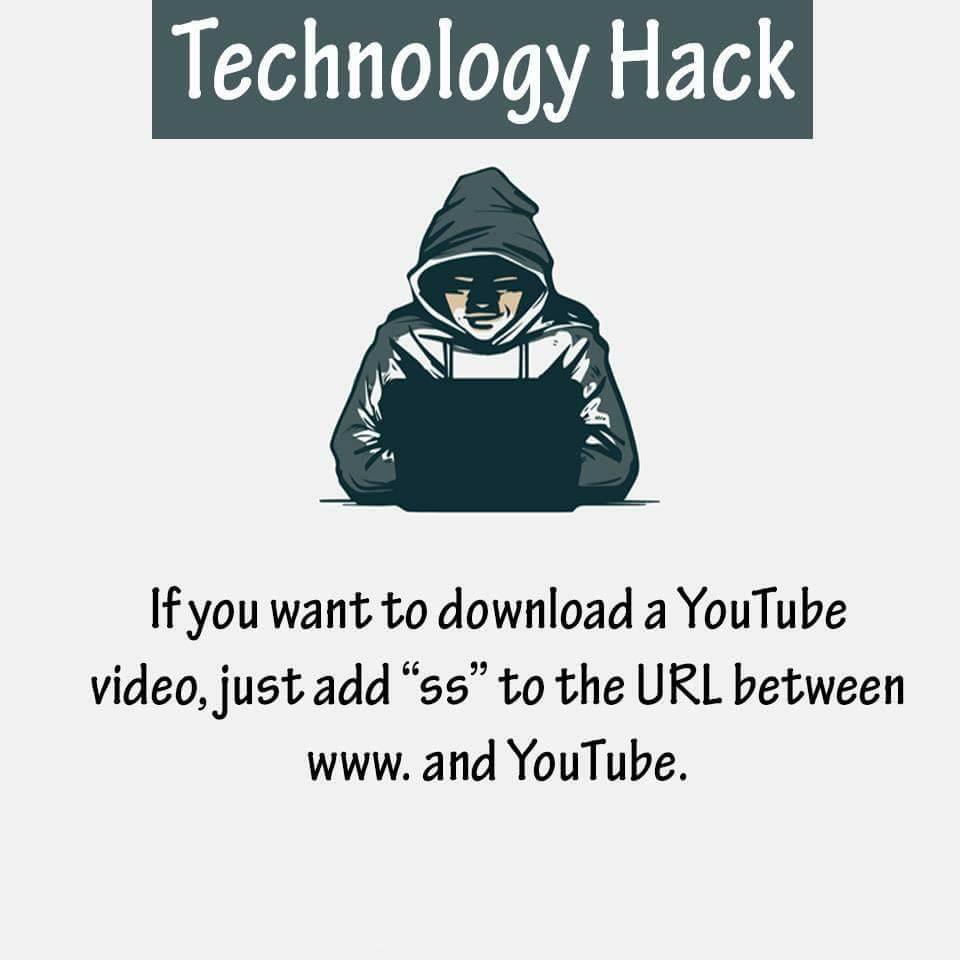 Technology Hack
If you want to download a YouTube
video, just add “ss” to the URL between
www. and YouTube.